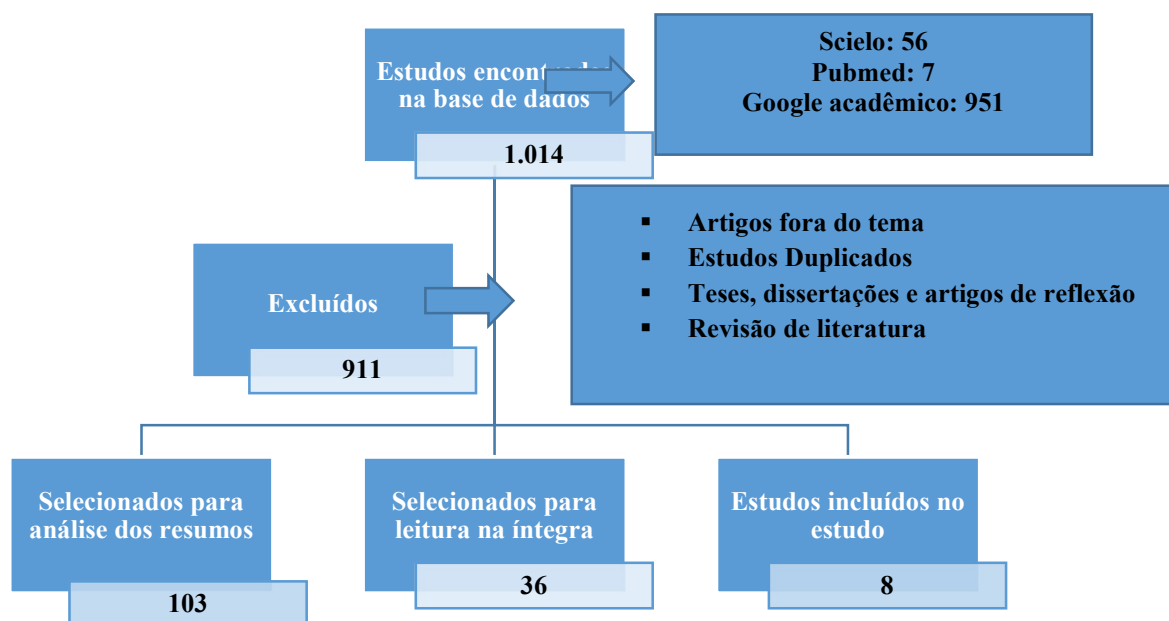 Estudos encontrados
na base de dados
1.014
Scielo: 56
Pubmed: 7
Google acadêmico: 951
Excluídos
911
▪ Artigos fora do tema
▪ Estudos Duplicados
▪ Teses, dissertações e artigos de reflexão
▪ Revisão de literatura
Selecionados para
análise dos resumos
103
Selecionados para
leitura na íntegra
36
Estudos incluídos no
estudo
8